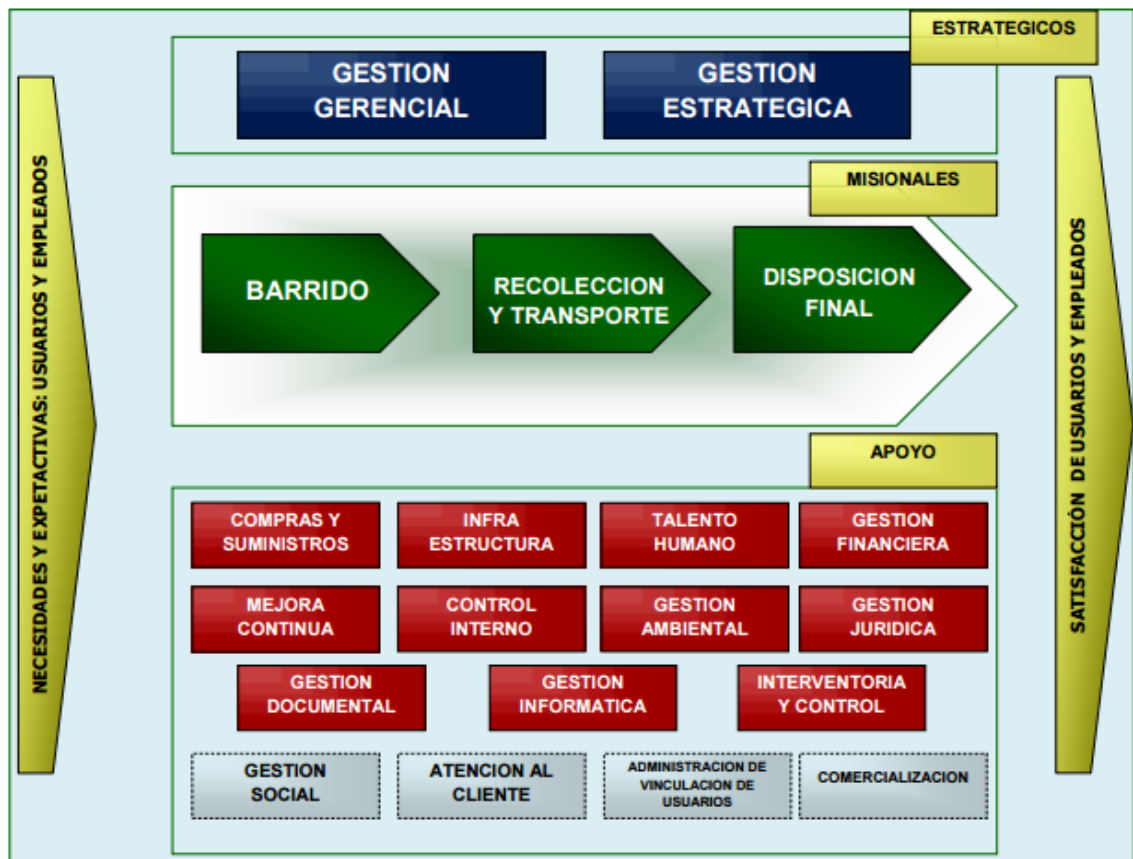 ESTRATEGICOS
GESTION
GERENCIAL
GESTION
ESTRATEGICA
NECESIDADES Y EXPETACTIVAS: USUARIOS Y EMPLEADOS
MISIONALES
BARRIDO
RECOLECCION
Y TRANSPORTE
DISPOSICION
FINAL
SATISFACCIÓN DE USUARIOS Y EMPLEADOS
APOYO
COMPRAS Y
SUMINISTROS
INFRA
ESTRUCTURA
TALENTO
HUMANO
GESTION
FINANCIERA
MEJORA
CONTINUA
CONTROL
INTERNO
GESTION
AMBIENTAL
GESTION
JURIDICA
GESTION
DOCUMENTAL
GESTION
INFORMATICA
INTERVENTORIA
Y CONTROL
GESTION
SOCIAL
ATENCION AL
CLIENTE
ADMINISTRACION DE
VINCULACION DE
USUARIOS
COMERCIALIZACION